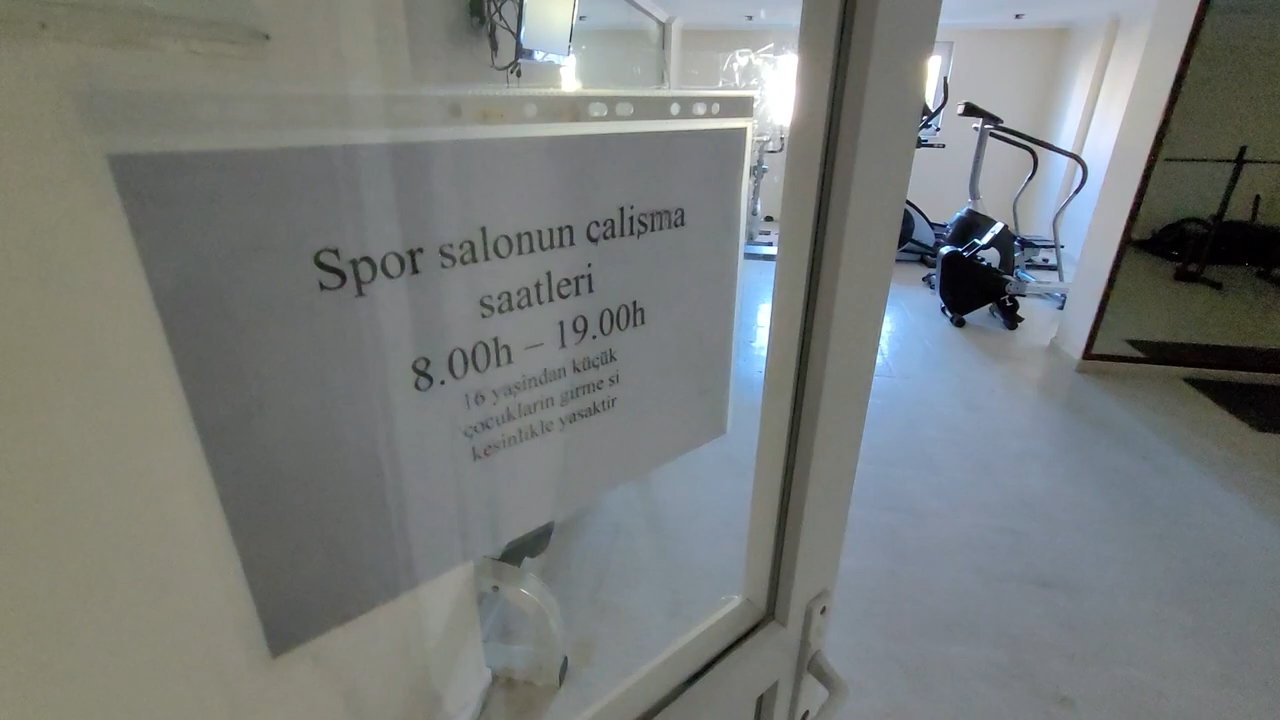 Spor salonun çalişma
saatleri
8.00h – 19.00h
16 yaşindan küçük
çocuklarin girme si
kesinlikle yasaktir